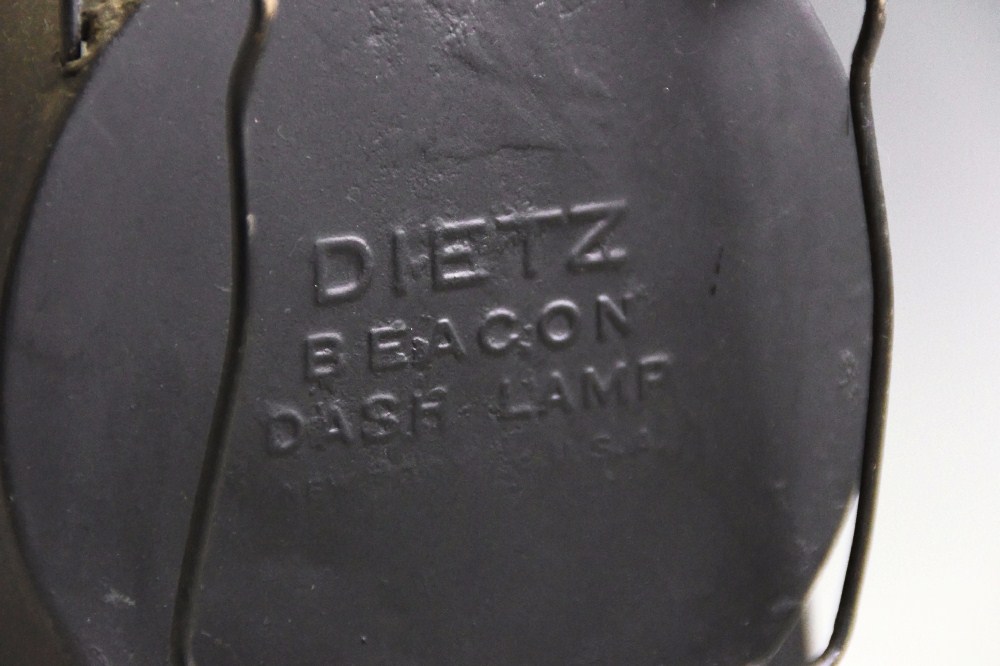 DIETZ
BEACON
DASH LAMP
U.S.A.